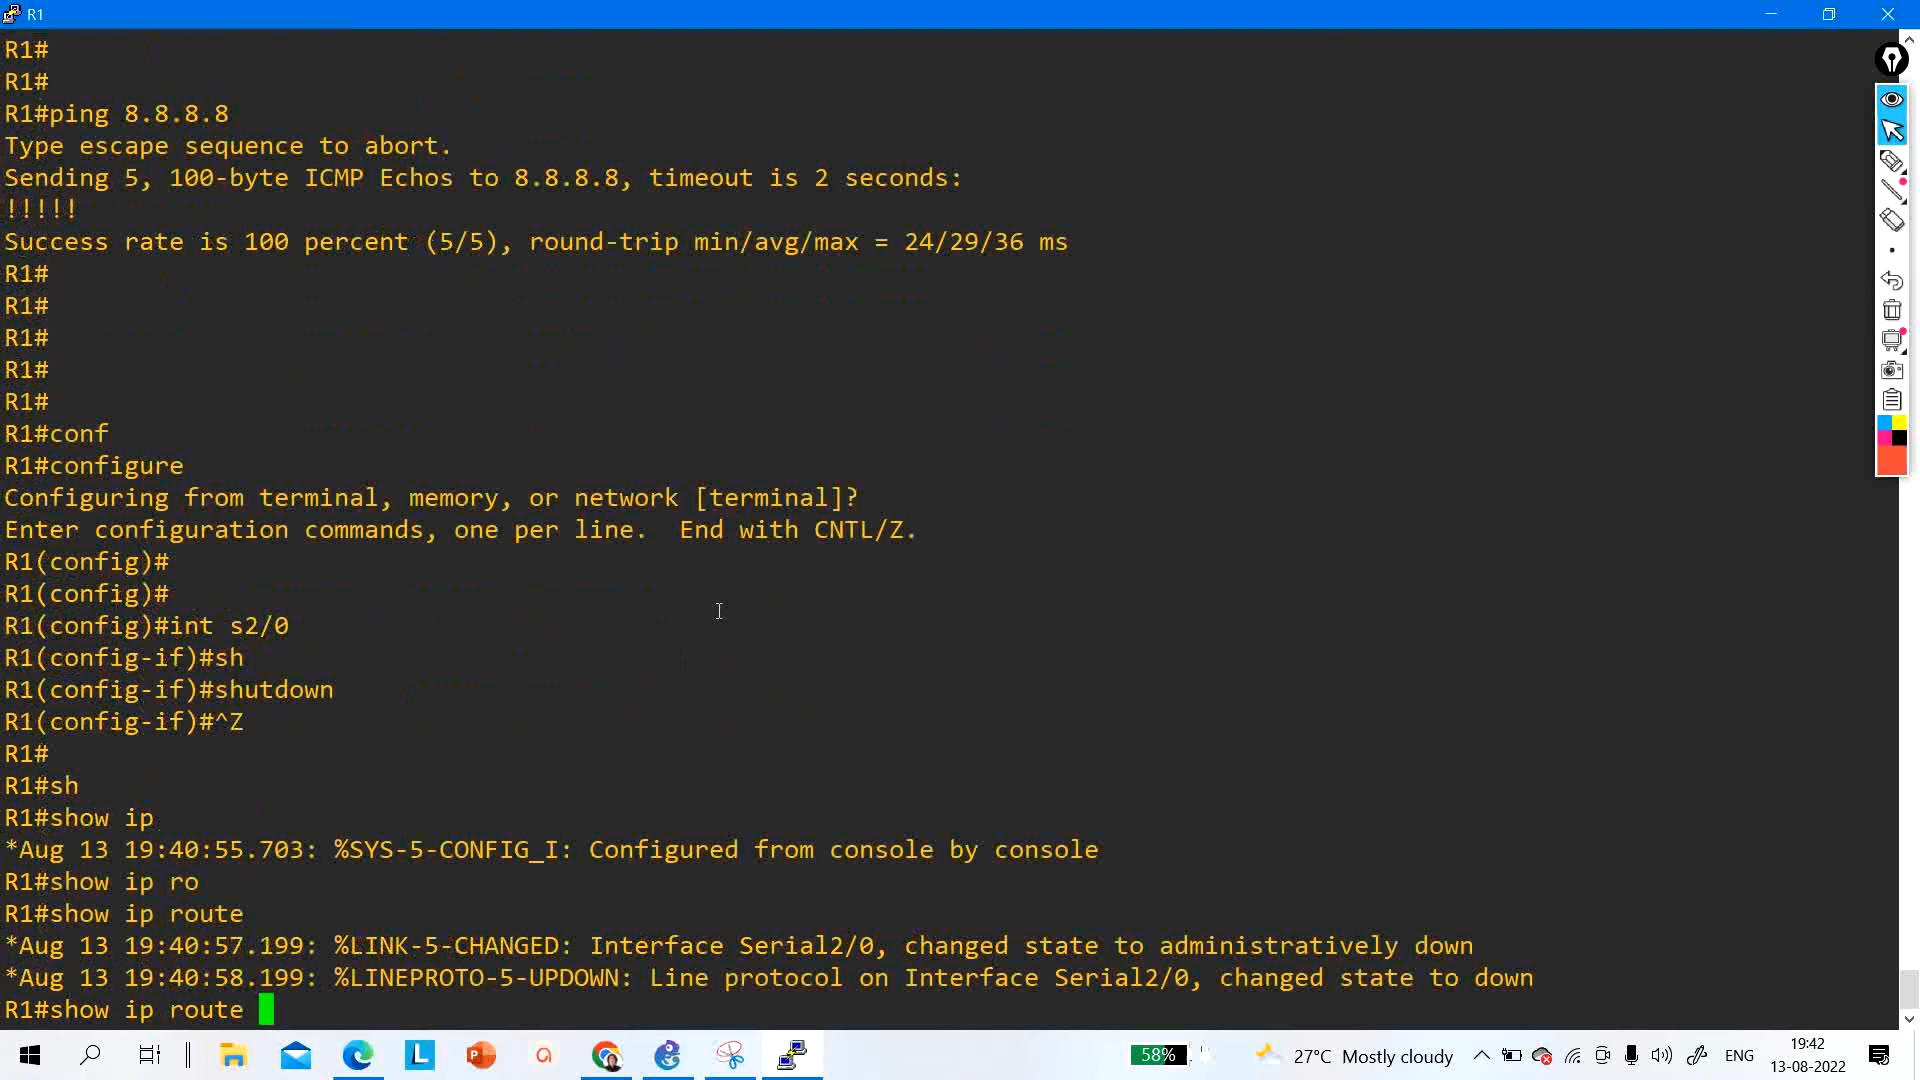 R1
R1#
R1#
R1#ping 8.8.8.8
Type escape sequence to abort.
Sending 5, 100-byte ICMP Echos to 8.8.8.8, timeout is 2 seconds:
!!!!!
Success rate is 100 percent (5/5), round-trip min/avg/max = 24/29/36 ms
R1#
R1#
R1#
R1#
R1#
R1#conf
R1#configure
Configuring from terminal, memory, or network [terminal]?
Enter configuration commands, one per line.  End with CNTL/Z.
R1(config)#
R1(config)#
R1(config)#int s2/0
R1(config-if)#sh
R1(config-if)#shutdown
R1(config-if)#^Z
R1#
R1#sh
R1#show ip
*Aug 13 19:40:55.703: %SYS-5-CONFIG_I: Configured from console by console
R1#show ip ro
R1#show ip route
*Aug 13 19:40:57.199: %LINK-5-CHANGED: Interface Serial2/0, changed state to administratively down
*Aug 13 19:40:58.199: %LINEPROTO-5-UPDOWN: Line protocol on Interface Serial2/0, changed state to down
R1#show ip route
58% 27°C Mostly cloudy ENG 19:42
13-08-2022